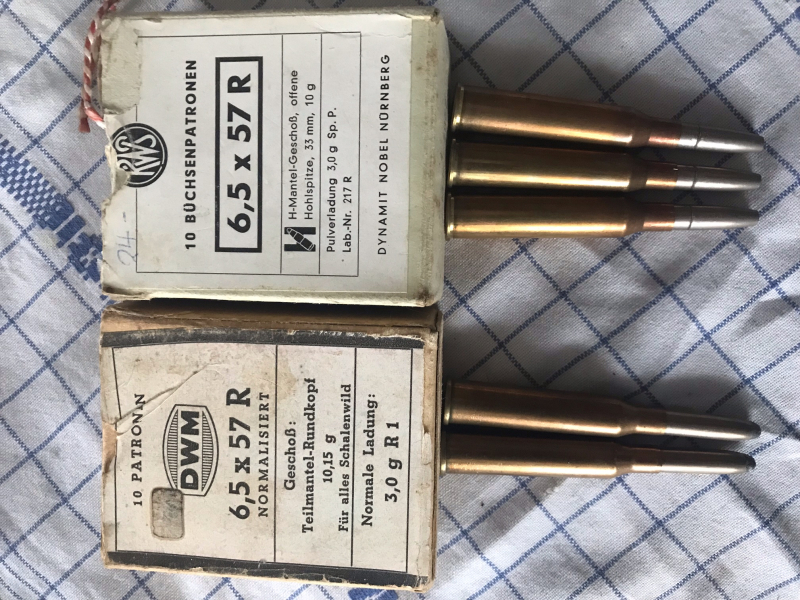 24.-
RWS
10 BÜCHSENPATRONEN
6,5 x 57 R
H-Mantel-Geschoß, offene
Hohlspitze, 33 mm, 10 g
Pulverladung 3,0 g Sp. P.
Lab.-Nr. 217 R
DYNAMIT NOBEL NÜRNBERG
10 PATRONEN
DWM
6,5 x 57 R
NORMALISIERT
Geschoß:
Teilmantel-Rundkopf
10,15 g
Für alles Schalenwild
Normale Ladung:
3,0 g R 1